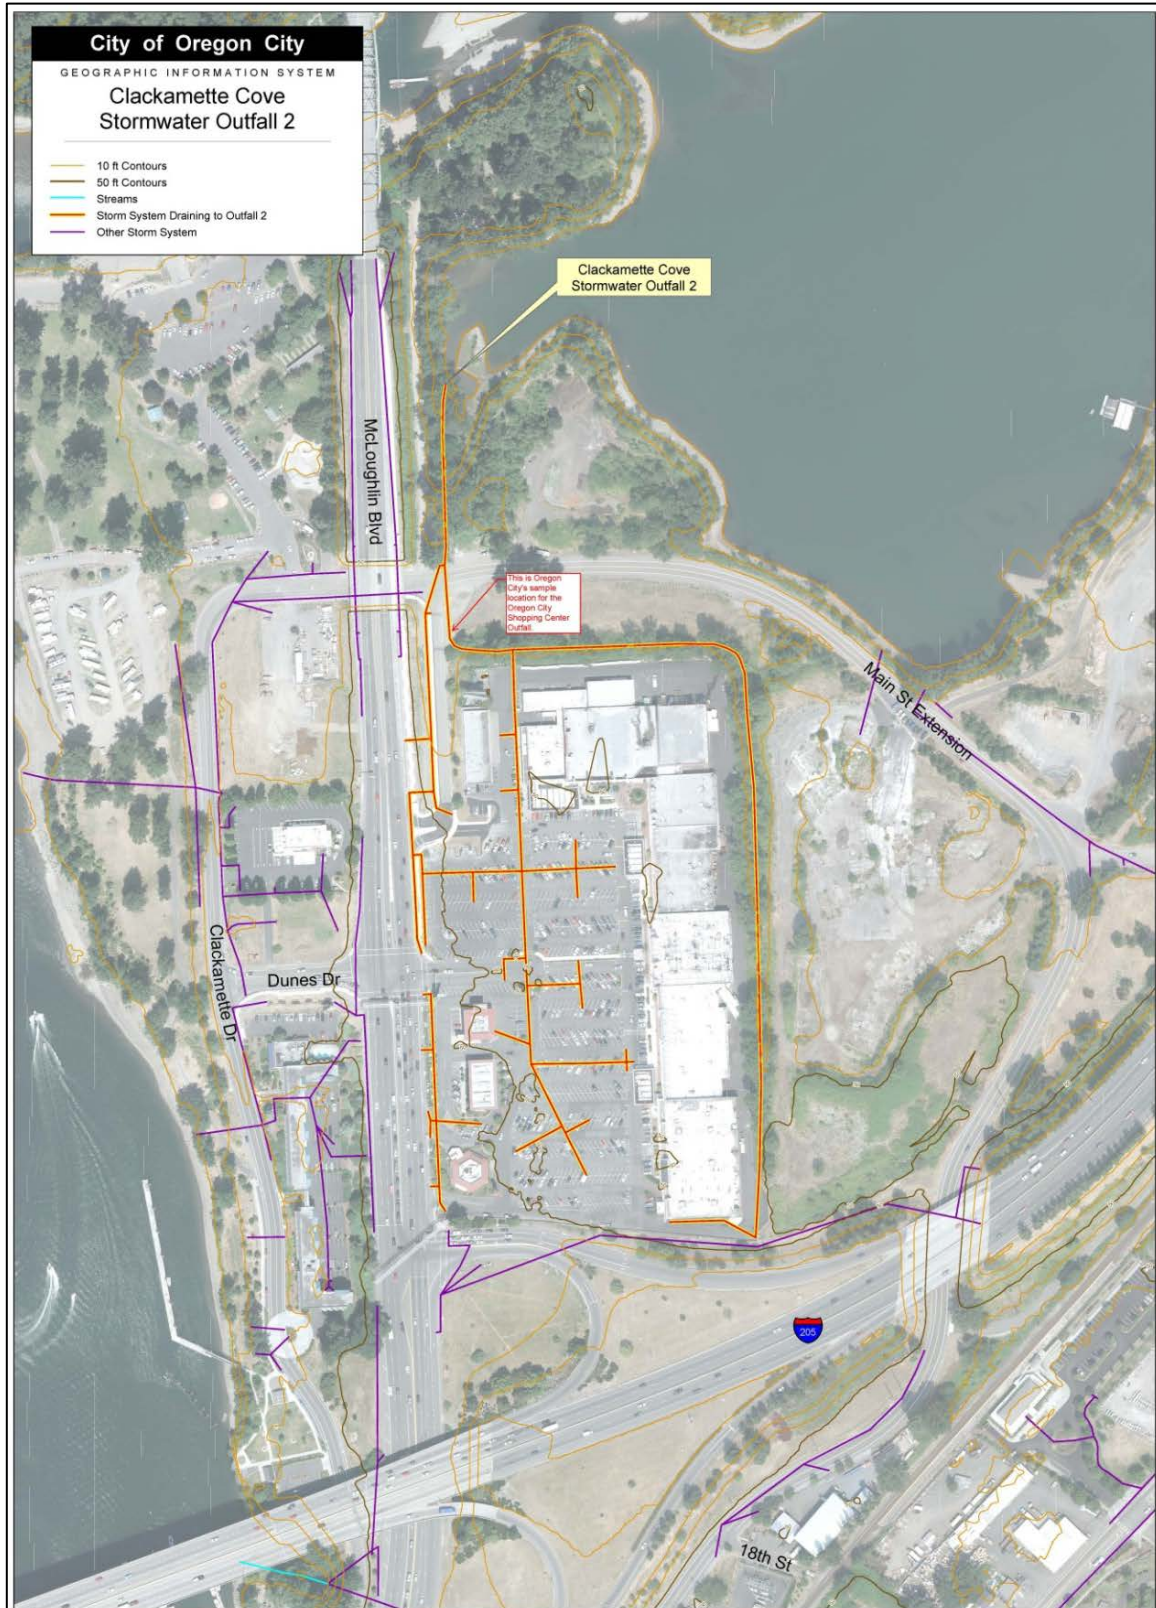 City of Oregon City
GEOGRAPHIC INFORMATION SYSTEM
Clackamette Cove
Stormwater Outfall 2
10 ft Contours
50 ft Contours
Streams
Storm System Draining to Outfall 2
Other Storm System
Clackamette Cove
Stormwater Outfall 2
McLoughlin Blvd
This is Oregon
City's sample
location for the
Oregon City
Shopping Center
Outfall.
Main St Extension
Clackamette Dr
Dunes Dr
205
18th St